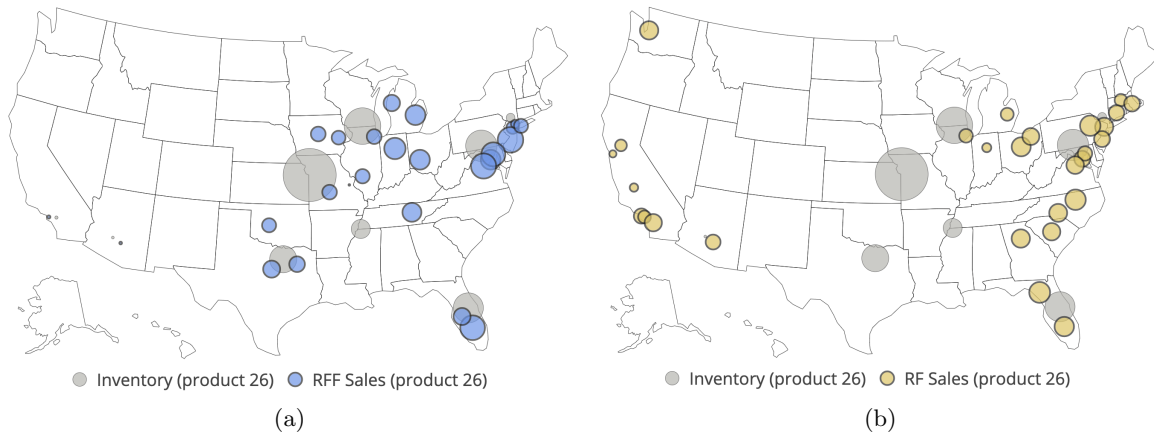 Inventory (product 26) RFF Sales (product 26)
Inventory (product 26) RF Sales (product 26)
(a)
(b)